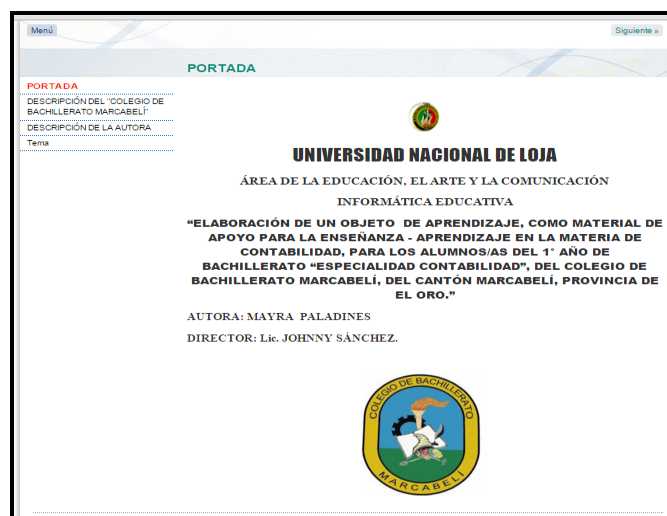 Menú
Siguiente »
PORTADA
PORTADA
DESCRIPCIÓN DEL "COLEGIO DE
BACHILLERATO MARCABELÍ"
DESCRIPCIÓN DE LA AUTORA
Tema
UNIVERSIDAD NACIONAL DE LOJA
ÁREA DE LA EDUCACIÓN, EL ARTE Y LA COMUNICACIÓN
INFORMÁTICA EDUCATIVA
“ELABORACIÓN DE UN OBJETO DE APRENDIZAJE, COMO MATERIAL DE
APOYO PARA LA ENSEÑANZA - APRENDIZAJE EN LA MATERIA DE
CONTABILIDAD, PARA LOS ALUMNOS/AS DEL 1° AÑO DE
BACHILLERATO “ESPECIALIDAD CONTABILIDAD”, DEL COLEGIO DE
BACHILLERATO MARCABELÍ, DEL CANTÓN MARCABELÍ, PROVINCIA DE
EL ORO.”
AUTORA: MAYRA PALADINES
DIRECTOR: Lic. JOHNNY SÁNCHEZ.
COLEGIO DE BACHILLERATO
MARCABELÍ